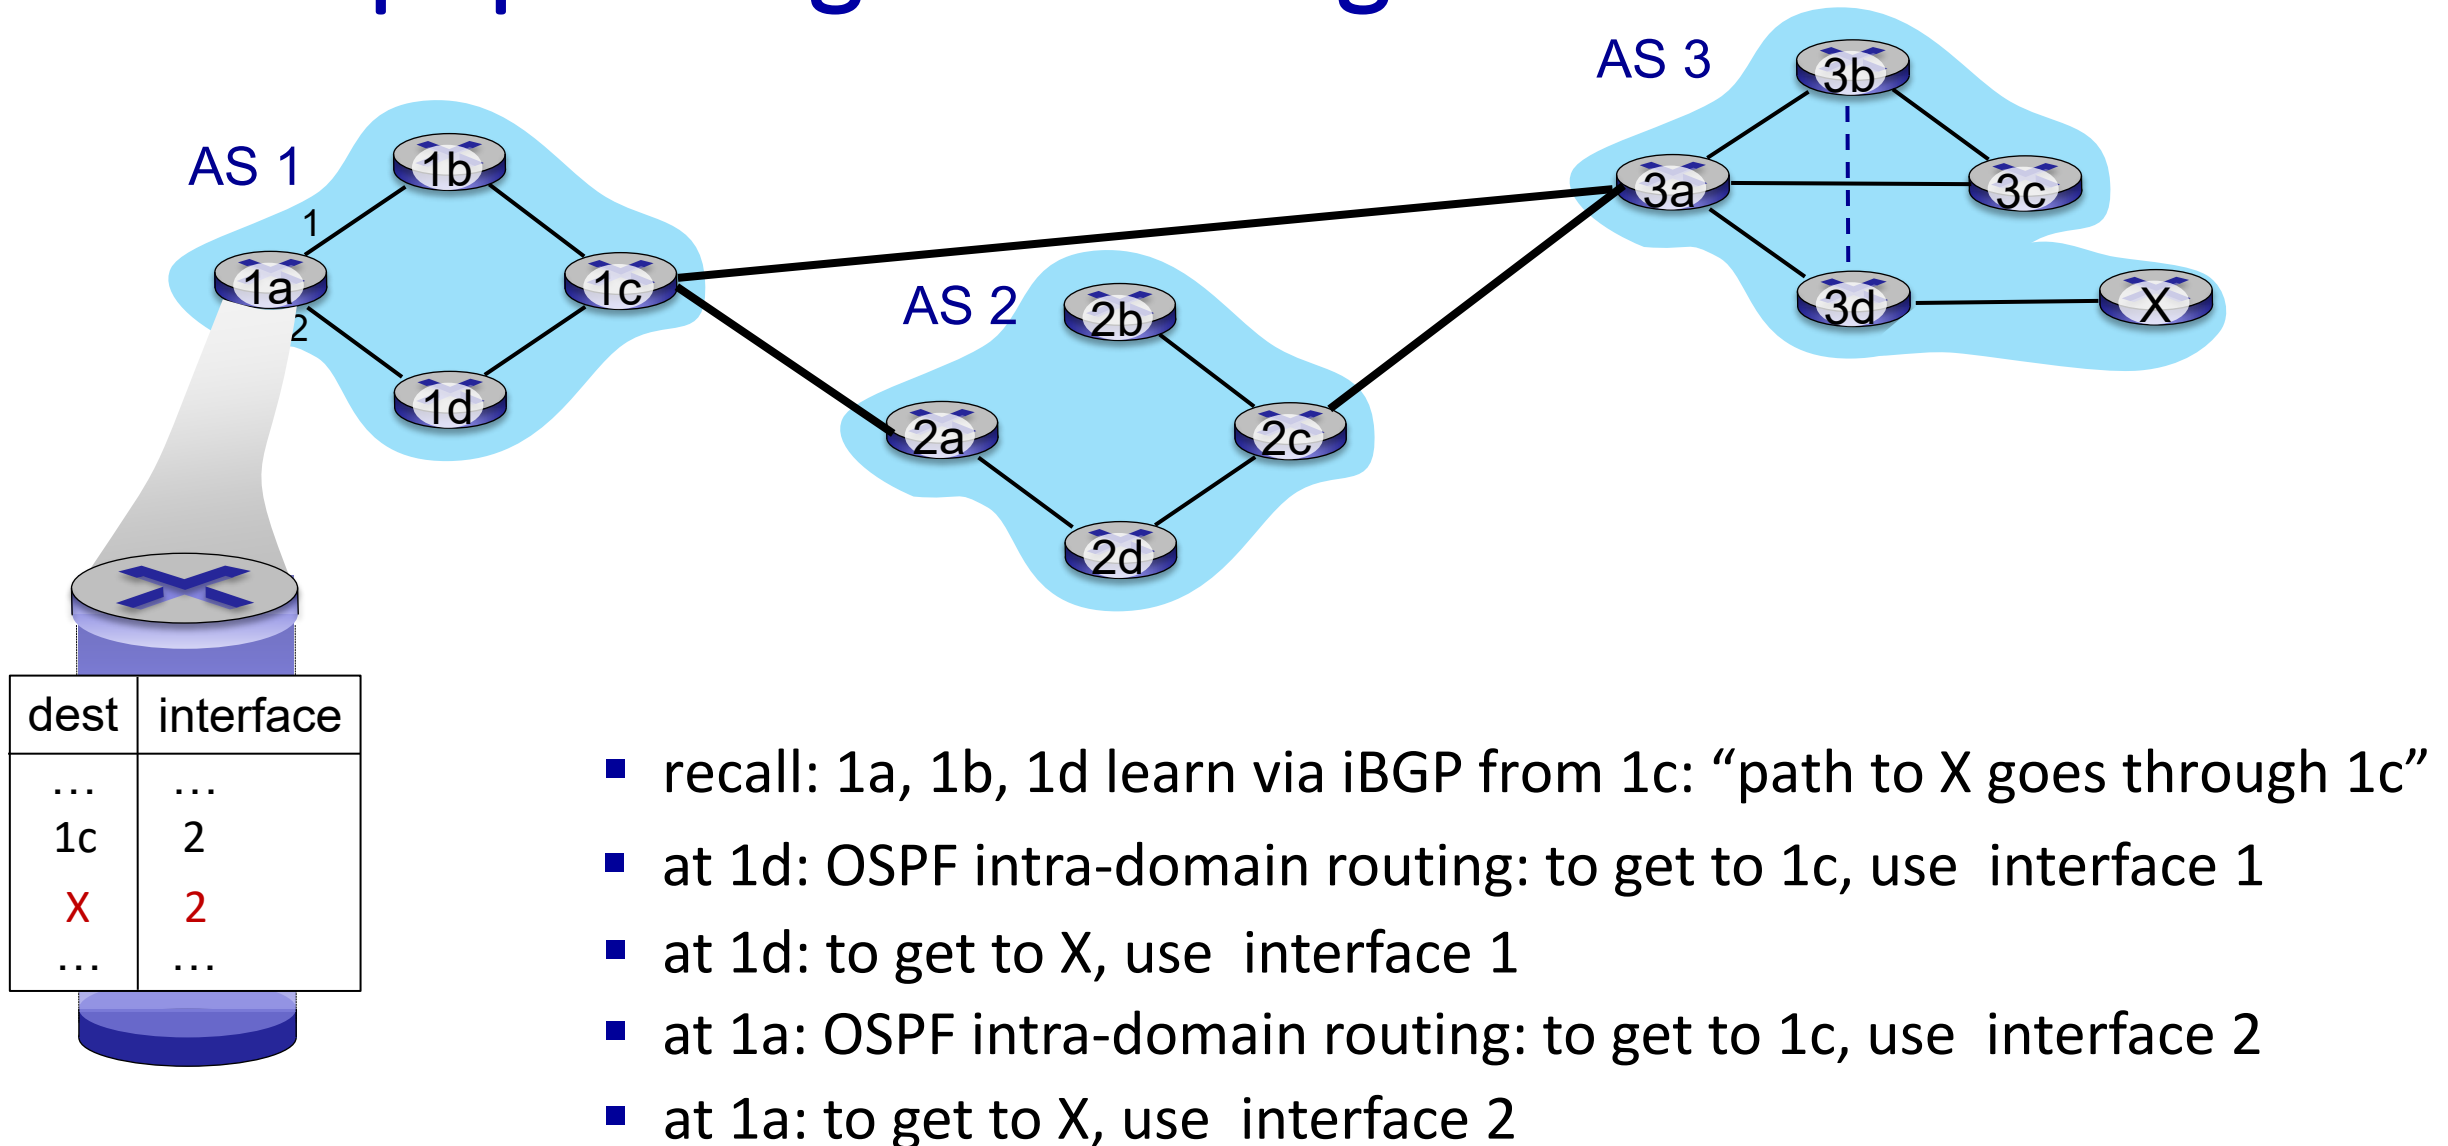 AS 3
3b
AS 1
1b
3a
3c
1
1a
1c
2
AS 2
2b
3d
X
1d
2a
2c
2d
dest interface
... ...
1c 2
X 2
... ...
▪ recall: 1a, 1b, 1d learn via iBGP from 1c: “path to X goes through 1c”
▪ at 1d: OSPF intra-domain routing: to get to 1c, use interface 1
▪ at 1d: to get to X, use interface 1
▪ at 1a: OSPF intra-domain routing: to get to 1c, use interface 2
▪ at 1a: to get to X, use interface 2